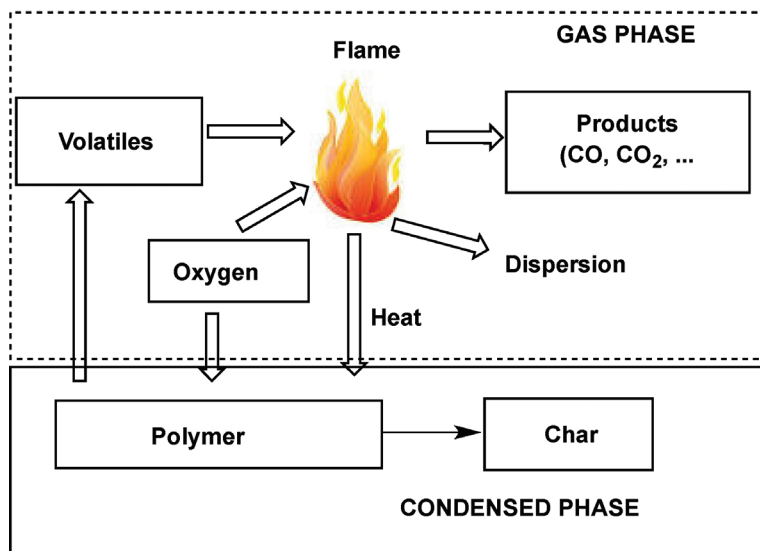 GAS PHASE
Flame
Volatiles
Products
(CO, CO₂, ...
Oxygen
Dispersion
Heat
Polymer
Char
CONDENSED PHASE